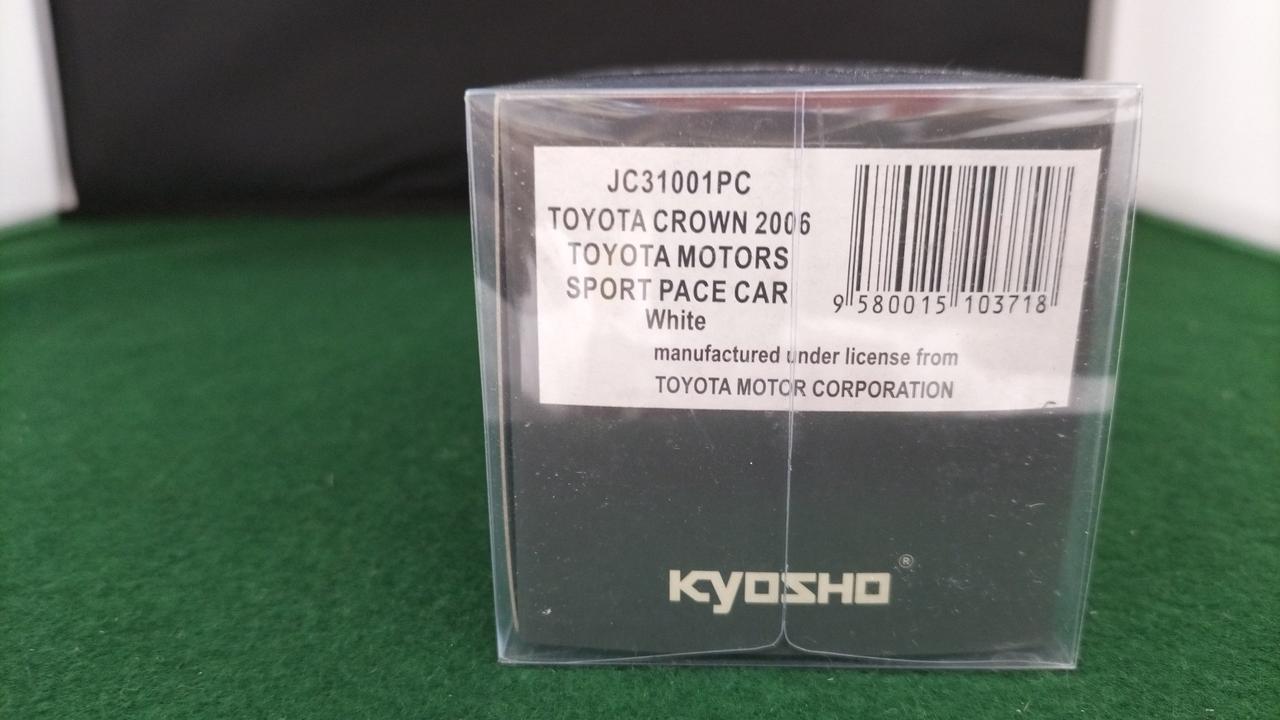 JC31001PC
TOYOTA CROWN 2006
TOYOTA MOTORS
SPORT PACE CAR
White
manufactured under license from
TOYOTA MOTOR CORPORATION
9 580015 103718
KYOSHO ®